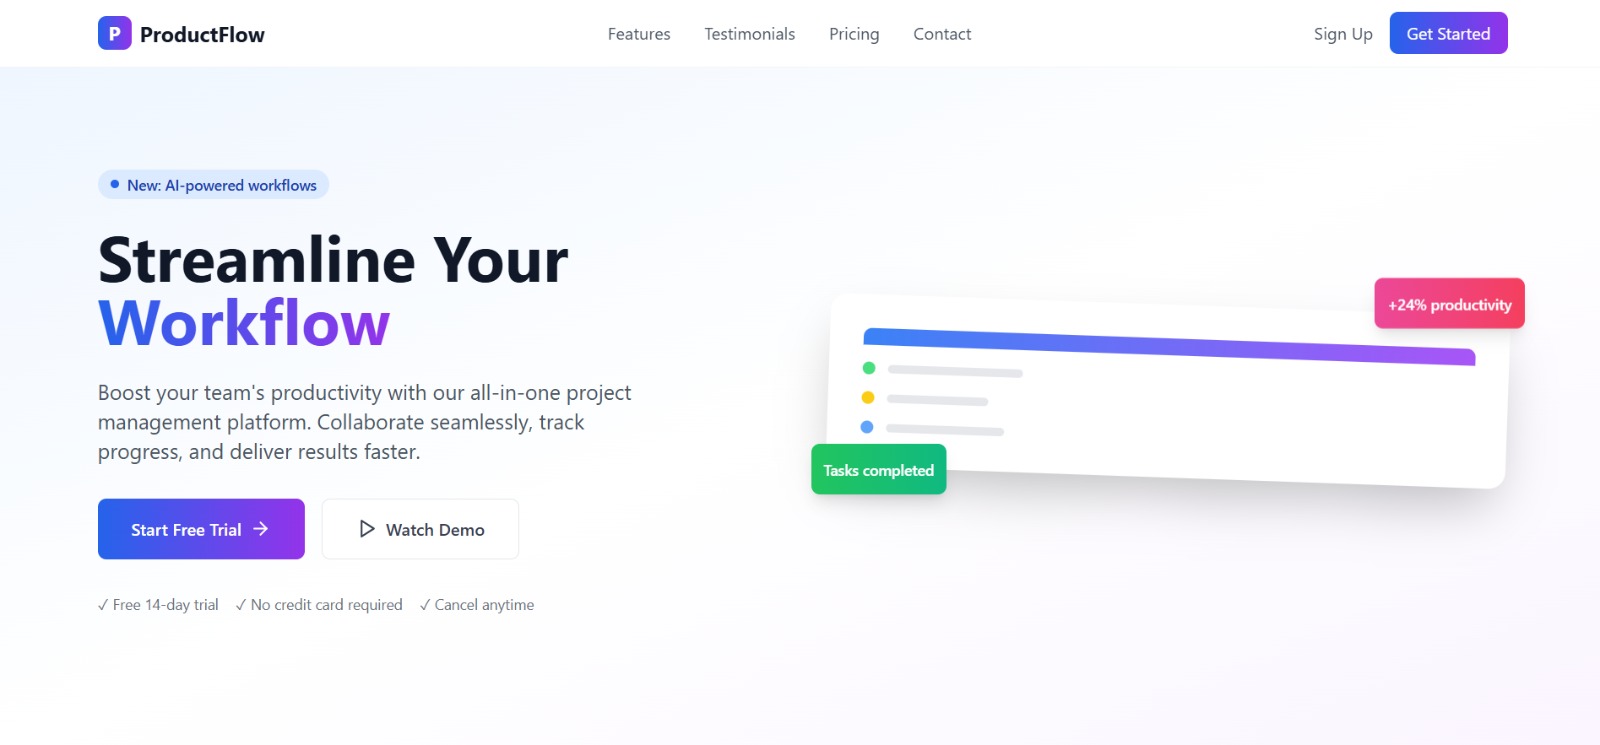 P ProductFlow
Features Testimonials Pricing Contact
Sign Up Get Started
New: AI-powered workflows
Streamline Your
Workflow
Boost your team's productivity with our all-in-one project
management platform. Collaborate seamlessly, track
progress, and deliver results faster.
Start Free Trial →
Watch Demo
✓ Free 14-day trial ✓ No credit card required ✓ Cancel anytime
+24% productivity
Tasks completed